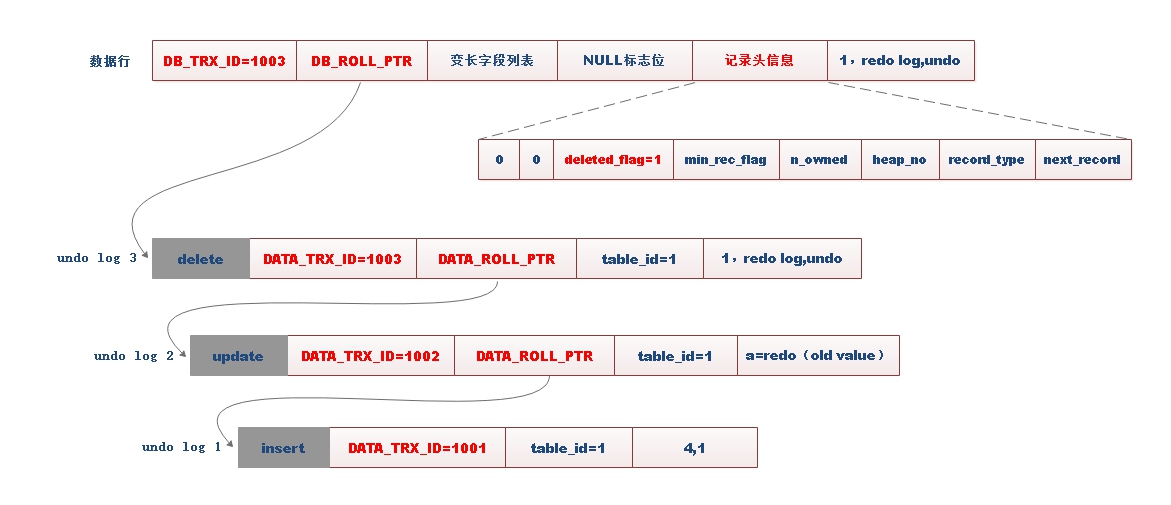 数据行 DB_TRX_ID=1003 DB_ROLL_PTR 变长字段列表 NULL标志位 记录头信息 1，redo log,undo
0 0 deleted_flag=1 min_rec_flag n_owned heap_no record_type next_record
undo log 3 delete DATA_TRX_ID=1003 DATA_ROLL_PTR table_id=1 1，redo log,undo
undo log 2 update DATA_TRX_ID=1002 DATA_ROLL_PTR table_id=1 a=redo（old value）
undo log 1 insert DATA_TRX_ID=1001 table_id=1 4,1